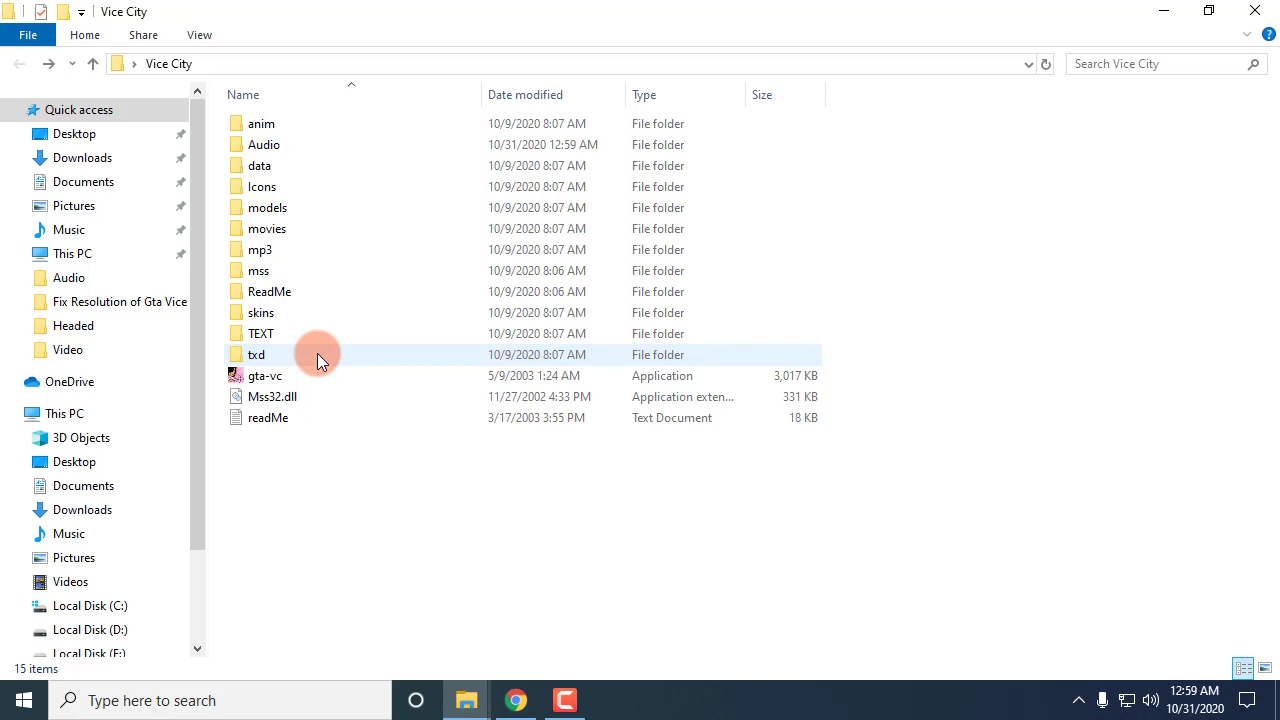 Vice City
File Home Share View
Vice City Search Vice City
Name Date modified Type Size
Quick access
Desktop
Downloads
Documents
Pictures
Music
This PC
Audio
Fix Resolution of Gta Vice
Headed
Video
OneDrive
This PC
3D Objects
Desktop
Documents
Downloads
Music
Pictures
Videos
Local Disk (C:)
Local Disk (D:)
Local Disk (E:)
anim 10/9/2020 8:07 AM File folder
Audio 10/31/2020 12:59 AM File folder
data 10/9/2020 8:07 AM File folder
Icons 10/9/2020 8:07 AM File folder
models 10/9/2020 8:07 AM File folder
movies 10/9/2020 8:07 AM File folder
mp3 10/9/2020 8:07 AM File folder
mss 10/9/2020 8:06 AM File folder
ReadMe 10/9/2020 8:06 AM File folder
skins 10/9/2020 8:07 AM File folder
TEXT 10/9/2020 8:07 AM File folder
txd 10/9/2020 8:07 AM File folder
gta-vc 5/9/2003 1:24 AM Application 3,017 KB
Mss32.dll 11/27/2002 4:33 PM Application exten... 331 KB
readMe 3/17/2003 3:55 PM Text Document 18 KB
15 items
Type here to search
12:59 AM
10/31/2020